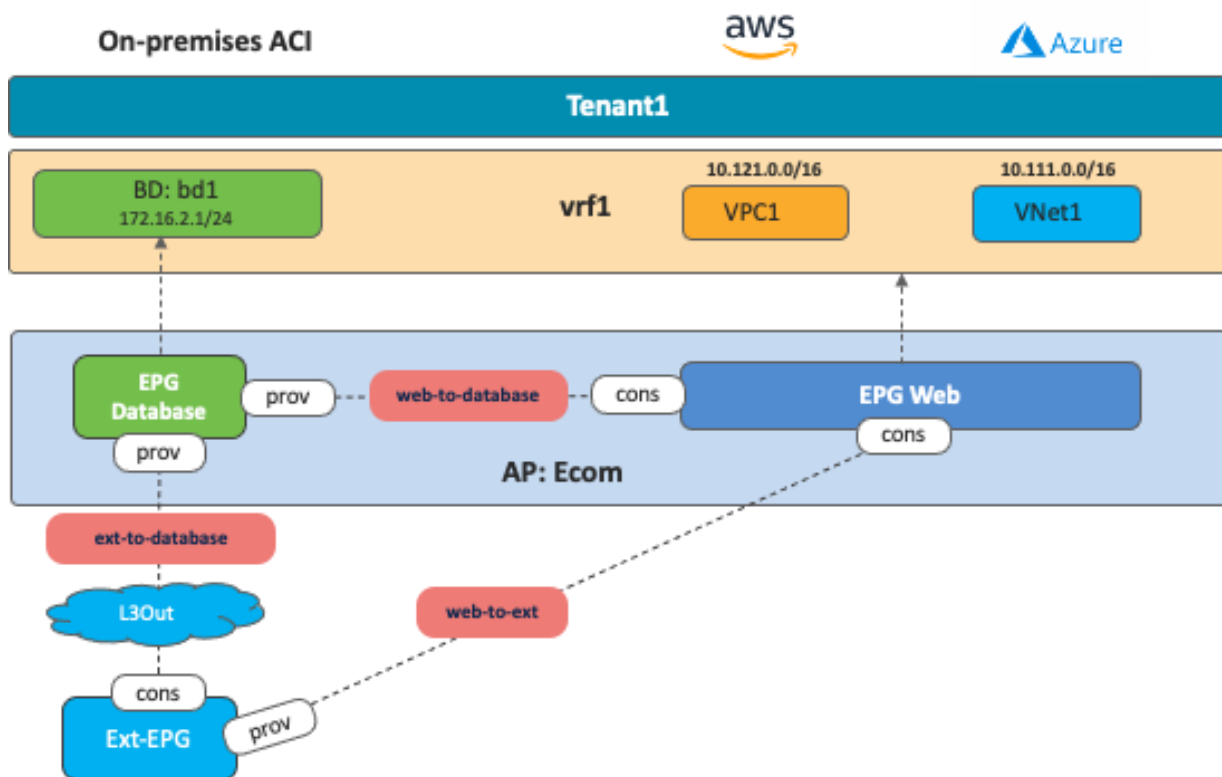 On-premises ACI
aws
Azure
Tenant1
BD: bd1
172.16.2.1/24
vrf1
10.121.0.0/16
VPC1
10.111.0.0/16
VNet1
EPG
Database
prov
web-to-database
cons
EPG Web
cons
prov
AP: Ecom
ext-to-database
L3Out
web-to-ext
cons
Ext-EPG
prov